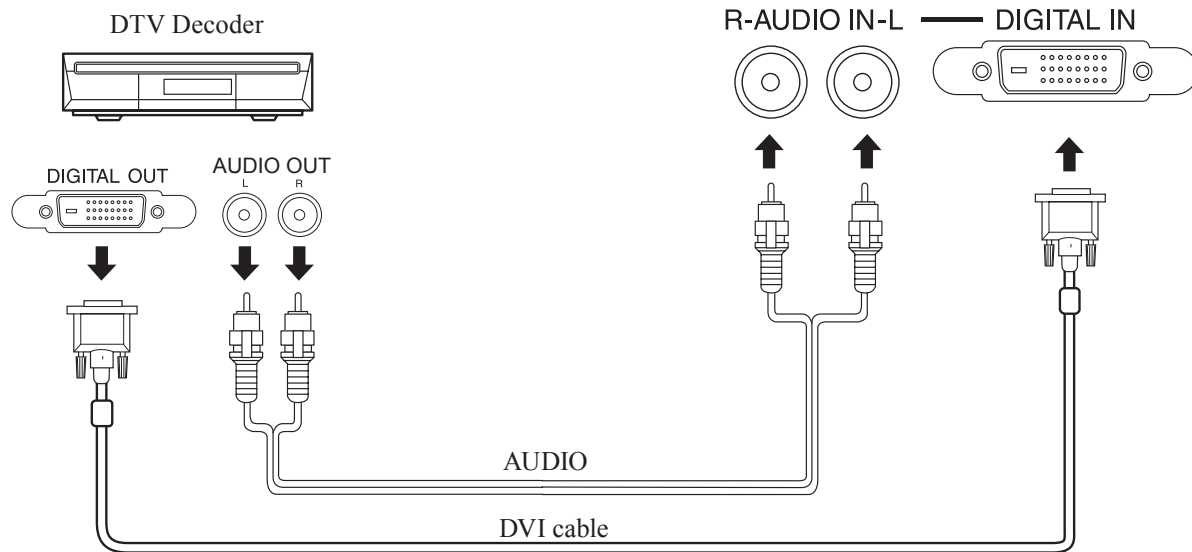 DTV Decoder
R-AUDIO IN-L — DIGITAL IN
DIGITAL OUT
AUDIO OUT
L R
AUDIO
DVI cable